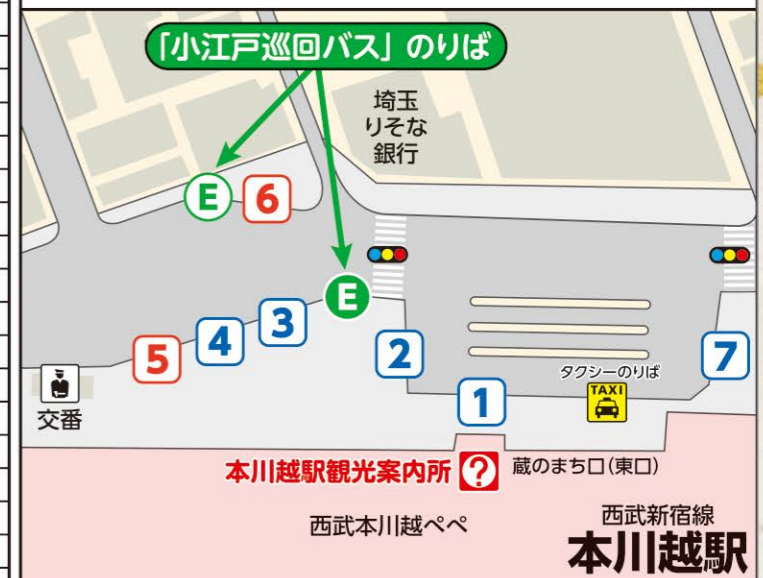 「小江戸巡回バス」のりば
埼玉
りそな
銀行
E
6
E
3
4
5
2
7
1
タクシーのりば
TAXI
交番
本川越駅観光案内所
?
蔵のまち口(東口)
西武本川越ペペ
西武新宿線
本川越駅